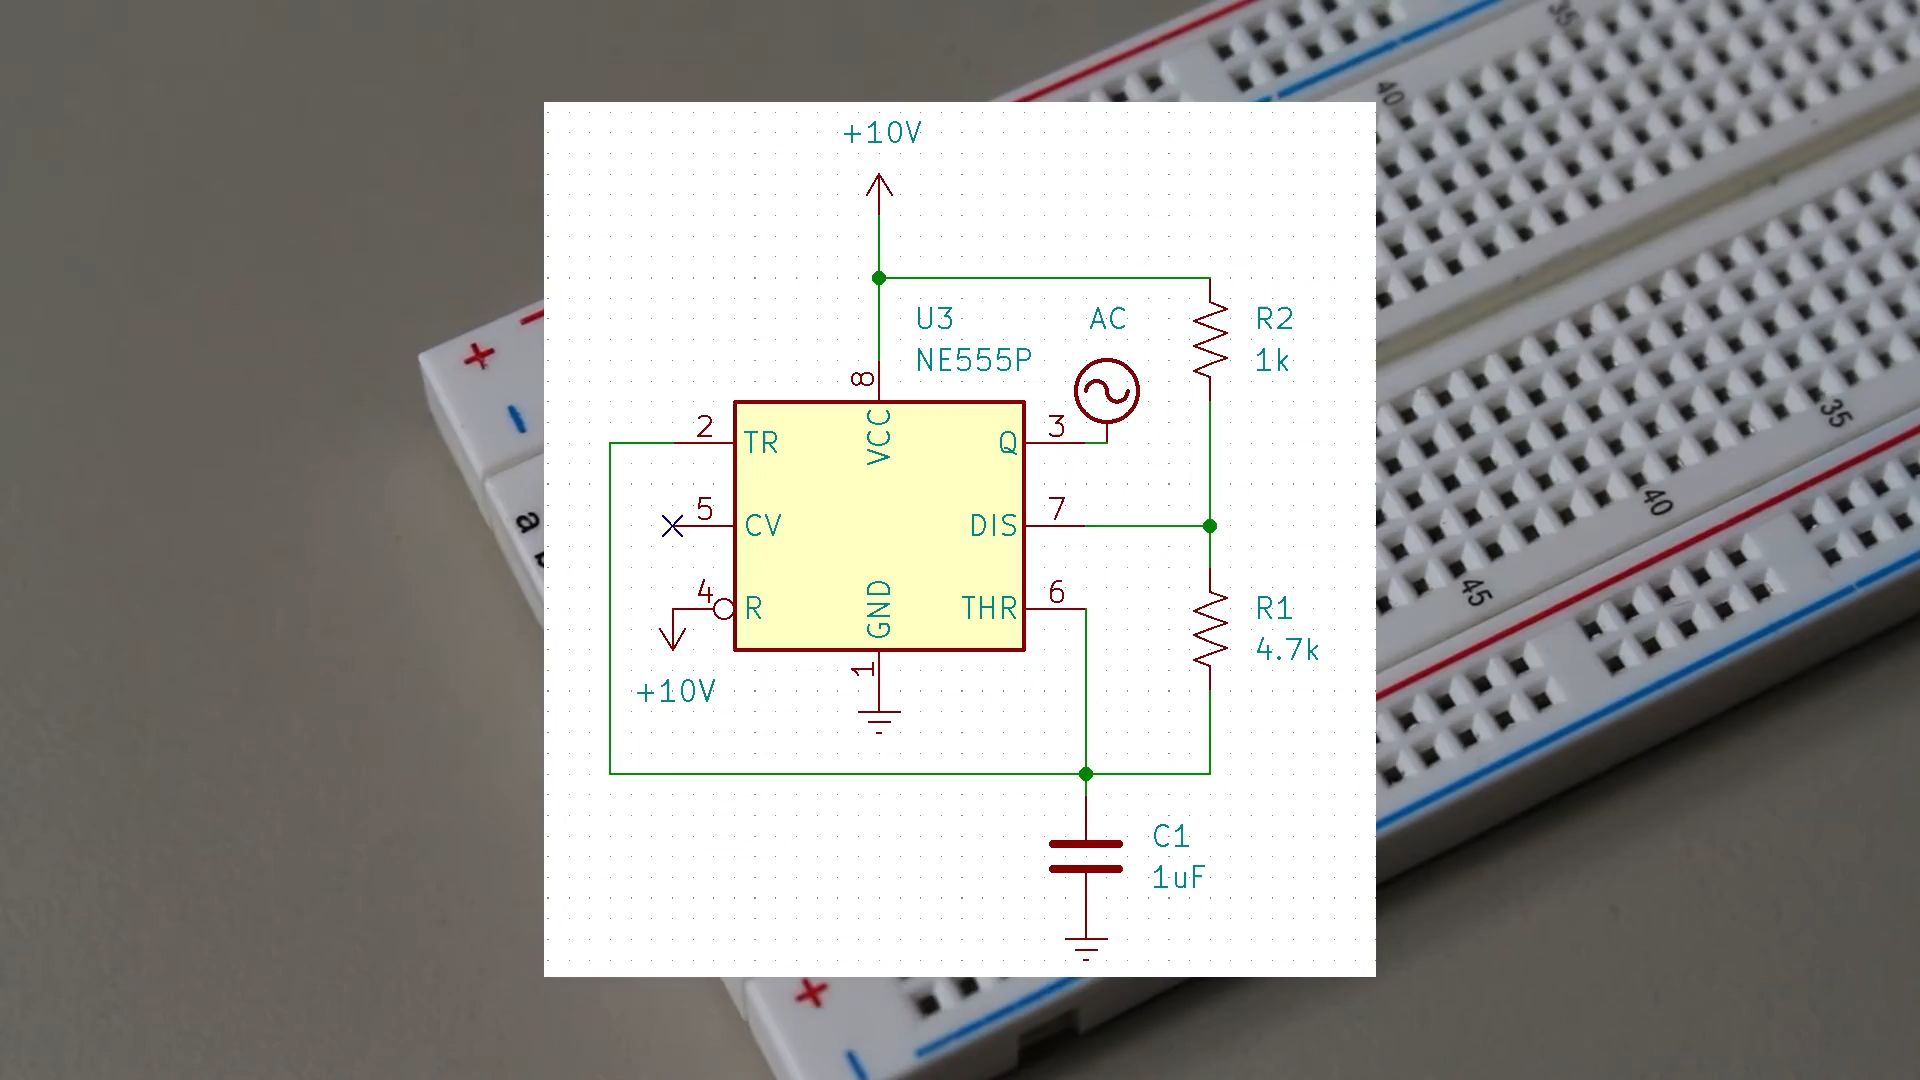 +10V
U3
NE555P
AC
R2
1k
8
2
TR
VCC
Q
3
5
CV
DIS
7
4
R
GND
THR
6
R1
4.7k
1
+10V
C1
1uF
35
40
35
40
45
+
-
a
+
-